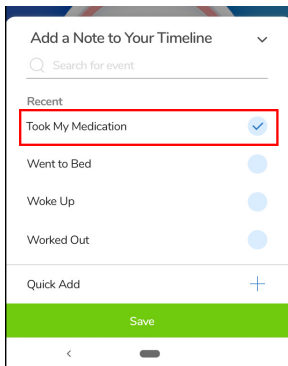 Add a Note to Your Timeline
Search for event
Recent
Took My Medication
Went to Bed
Woke Up
Worked Out
Quick Add
Save